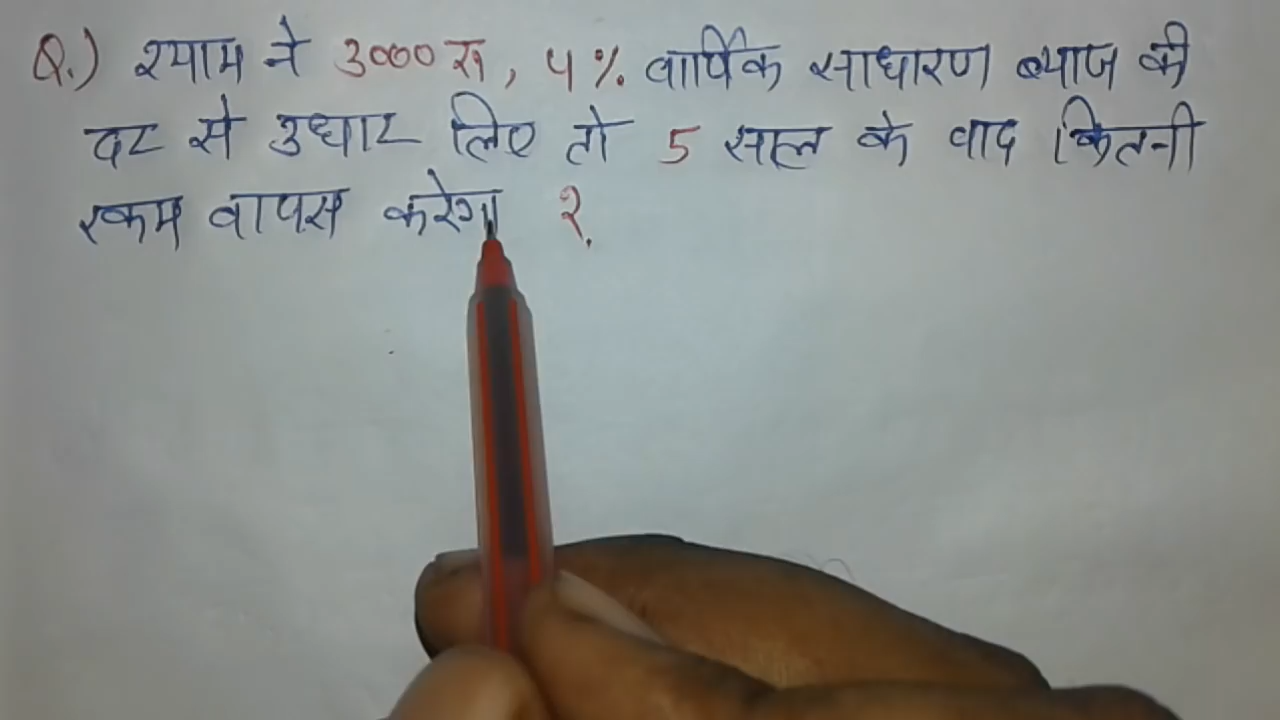 Q.) श्याम ने 3000 रु, 4 % वार्षिक साधारण ब्याज की
दर से उधार लिए तो 5 साल के बाद कितनी
रकम वापस करेगा ?